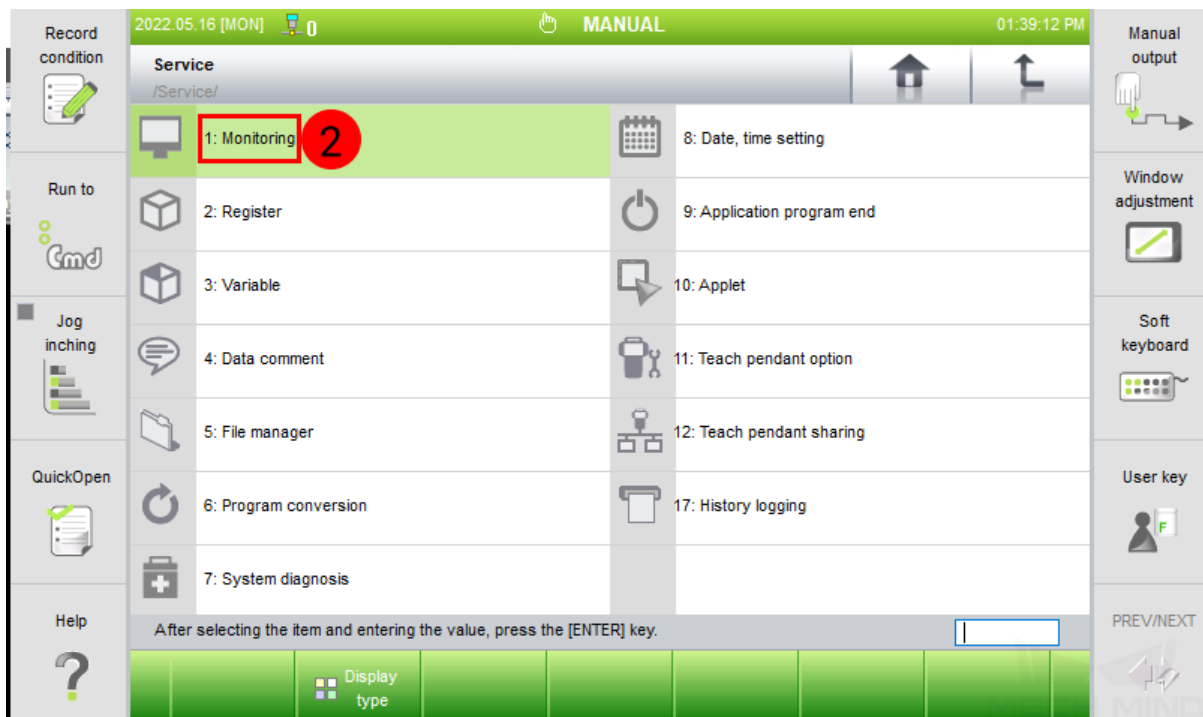 Record
condition
Run to
Cmd
Jog
inching
QuickOpen
Help
2022.05.16 [MON]
0
MANUAL
01:39:12 PM
Service
/Service/
1: Monitoring
2
2: Register
3: Variable
4: Data comment
5: File manager
6: Program conversion
7: System diagnosis
8: Date, time setting
9: Application program end
10: Applet
11: Teach pendant option
12: Teach pendant sharing
17: History logging
After selecting the item and entering the value, press the [ENTER] key.
Display
type
Manual
output
Window
adjustment
Soft
keyboard
User key
F
PREV/NEXT
MECH MIND